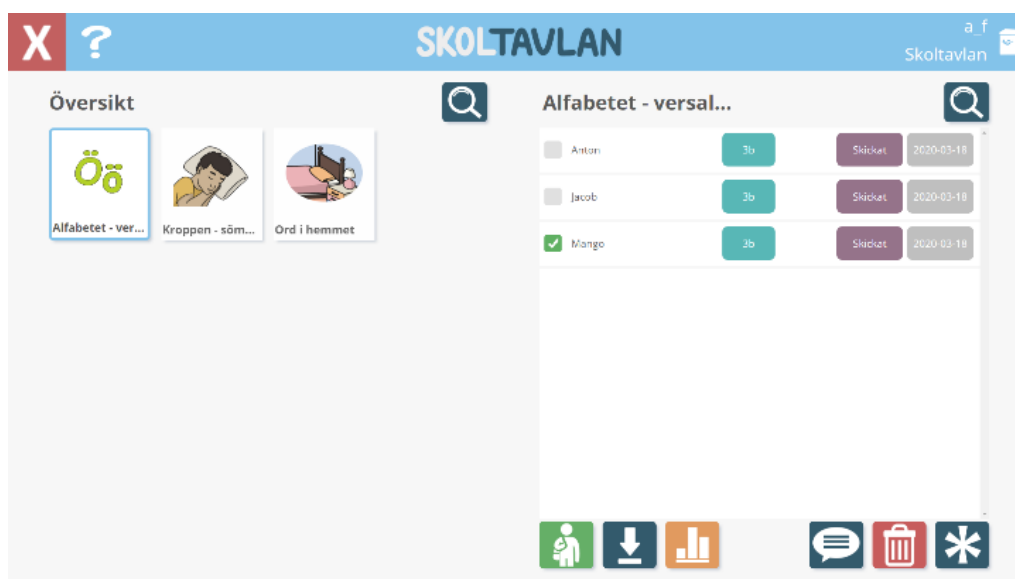 X ?
SKOLTAVLAN
a_f
Skoltavlan
Översikt
Öö
Alfabetet - ver...
Kroppen - söm...
Ord i hemmet
Alfabetet - versal...
Anton 3b Skickat 2020-03-18
Jacob 3b Skickat 2020-03-18
Mango 3b Skickat 2020-03-18